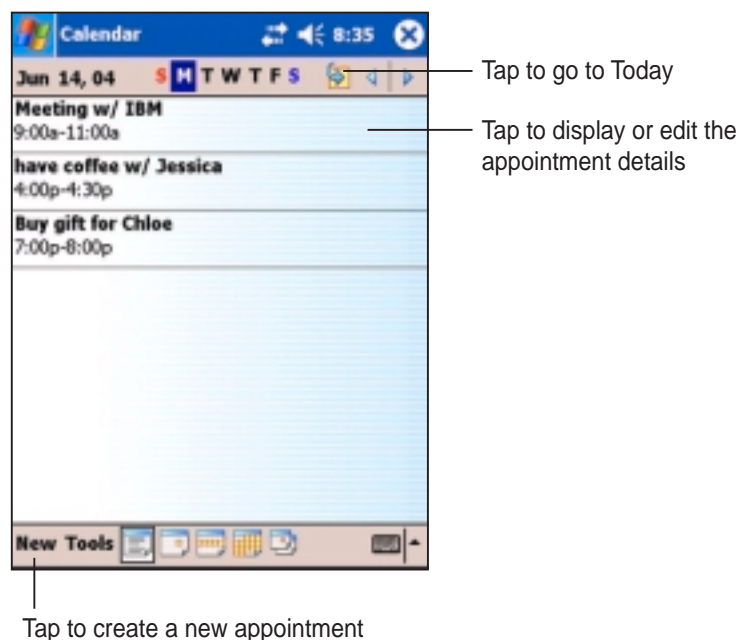 Calendar 8:35
Jun 14, 04 S M T W T F S
Tap to go to Today
Meeting w/ IBM
9:00a-11:00a
Tap to display or edit the
appointment details
have coffee w/ Jessica
4:00p-4:30p
Buy gift for Chloe
7:00p-8:00p
New Tools
Tap to create a new appointment